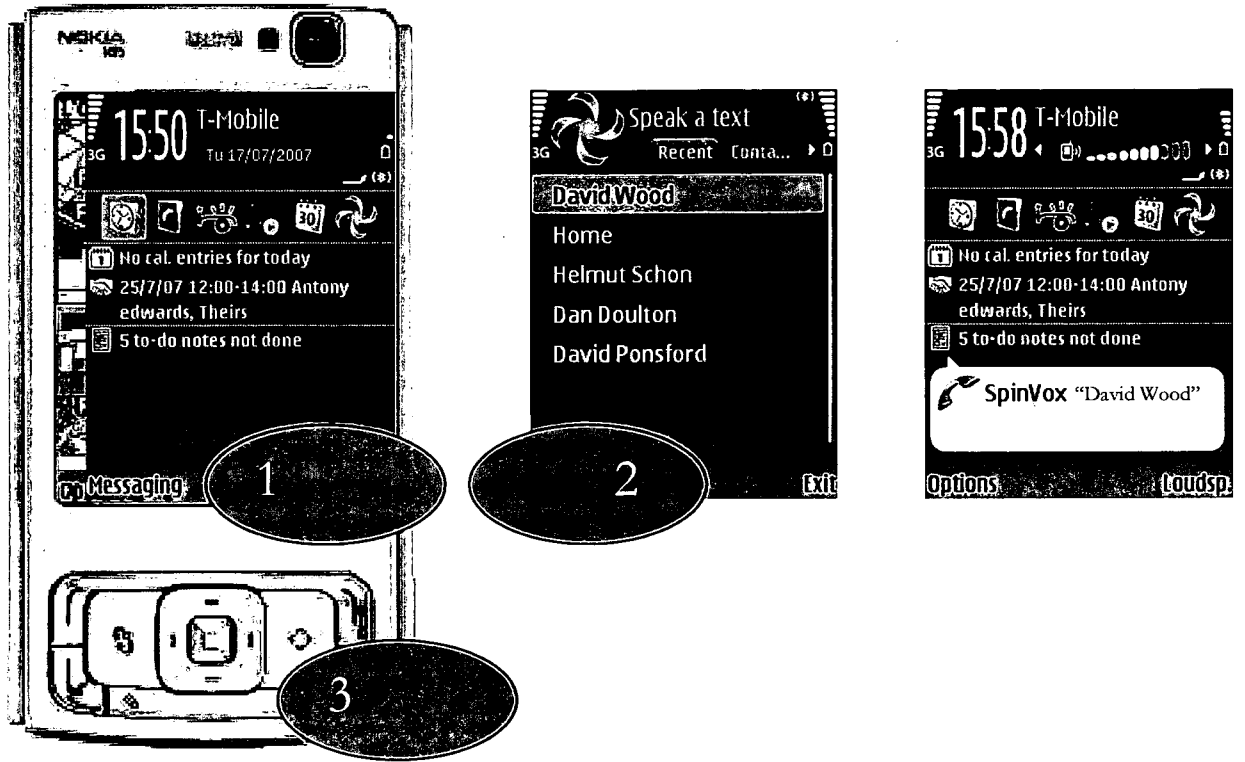 NOKIA
N95
15:50
T-Mobile
3G
Tu 17/07/2007
30
No cal. entries for today
25/7/07 12:00-14:00 Antony
edwards, Theirs
5 to-do notes not done
Messaging
1
3
Speak a text
3G
Recent Conta...
David Wood
Home
Helmut Schon
Dan Doulton
David Ponsford
2
Exit
15:58
T-Mobile
3G
30
No cal. entries for today
25/7/07 12:00-14:00 Antony
edwards, Theirs
5 to-do notes not done
SpinVox “David Wood”
Options
Loudsp.